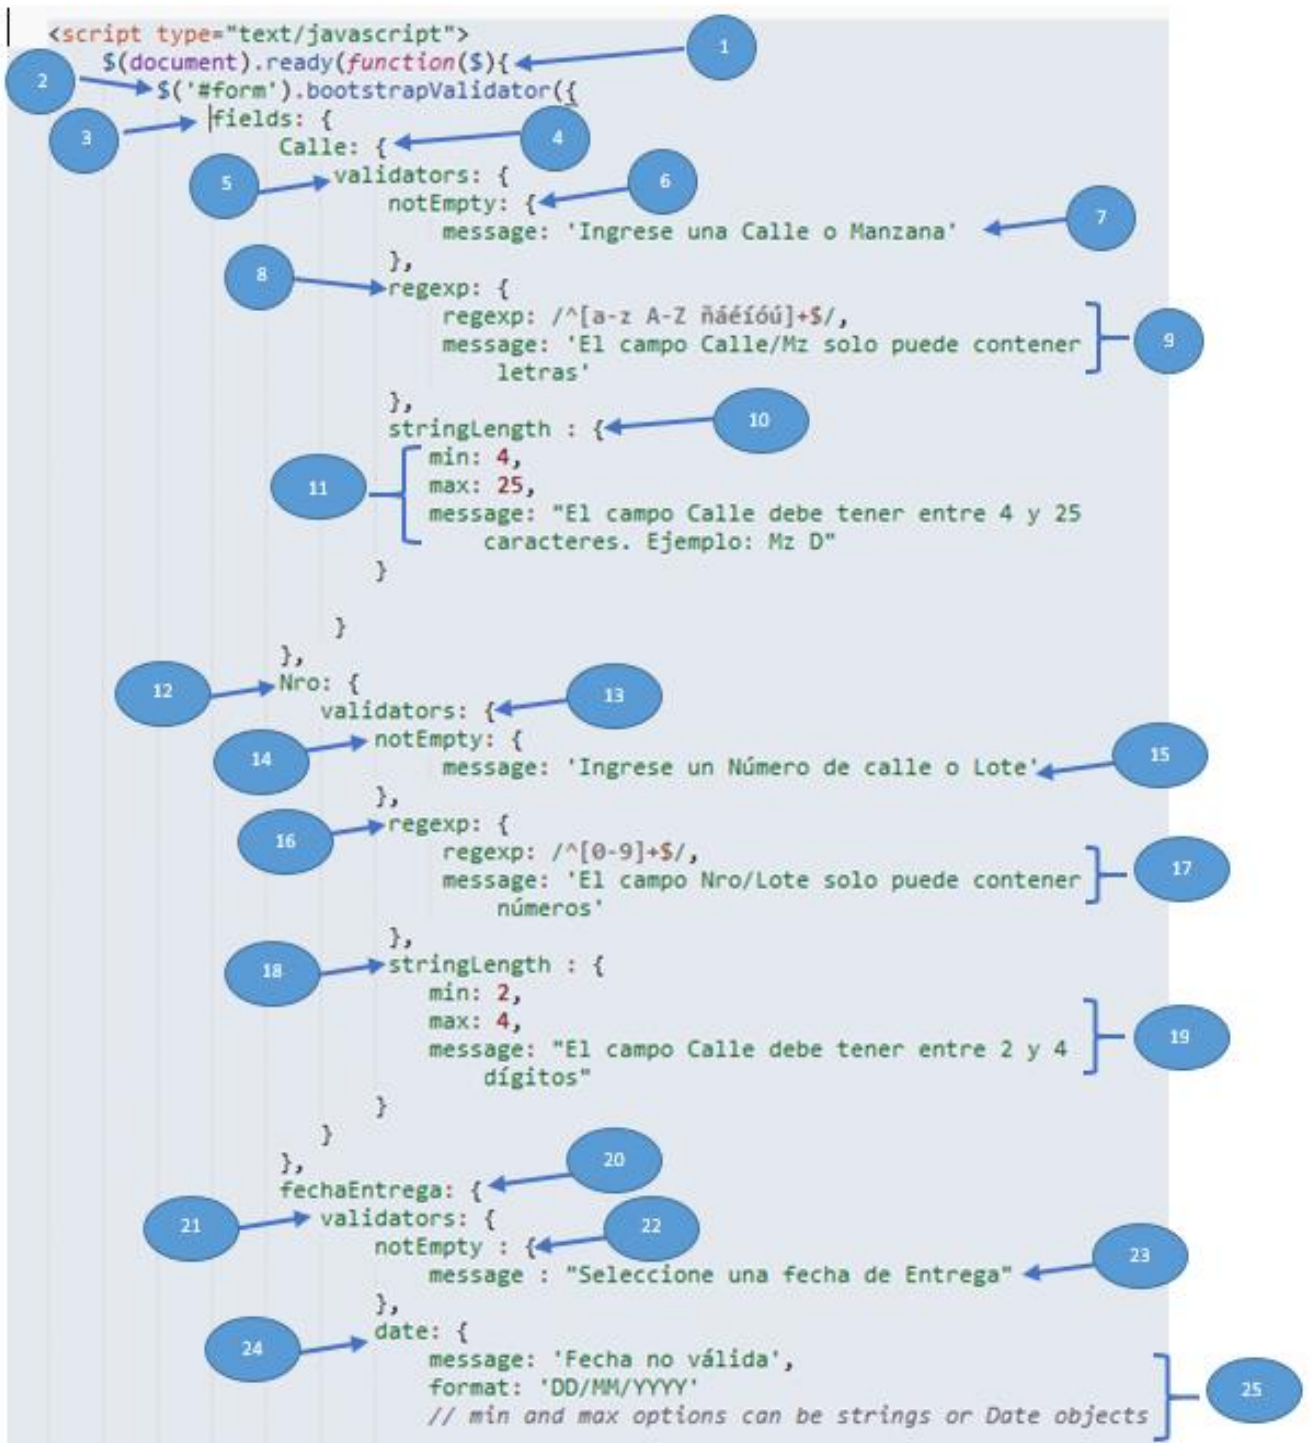 <script type="text/javascript">
$(document).ready(function($){ 1
2 $('#form').bootstrapValidator({
3 fields: {
Calle: { 4
5 validators: {
notEmpty: { 6
message: 'Ingrese una Calle o Manzana' 7
},
8 regexp: {
regexp: /^[a-z A-Z ñáéíóú]+$/,
message: 'El campo Calle/Mz solo puede contener 9
letras'
},
stringLength : { 10
min: 4,
11 max: 25,
message: "El campo Calle debe tener entre 4 y 25
caracteres. Ejemplo: Mz D"
}
}
},
12 Nro: {
validators: { 13
14 notEmpty: {
message: 'Ingrese un Número de calle o Lote' 15
},
16 regexp: {
regexp: /^[0-9]+$/,
message: 'El campo Nro/Lote solo puede contener 17
números'
},
18 stringLength : {
min: 2,
max: 4,
message: "El campo Calle debe tener entre 2 y 4 19
dígitos"
}
}
},
fechaEntrega: { 20
21 validators: {
notEmpty : { 22
message : "Seleccione una fecha de Entrega" 23
},
24 date: {
message: 'Fecha no válida',
format: 'DD/MM/YYYY' 25
// min and max options can be strings or Date objects